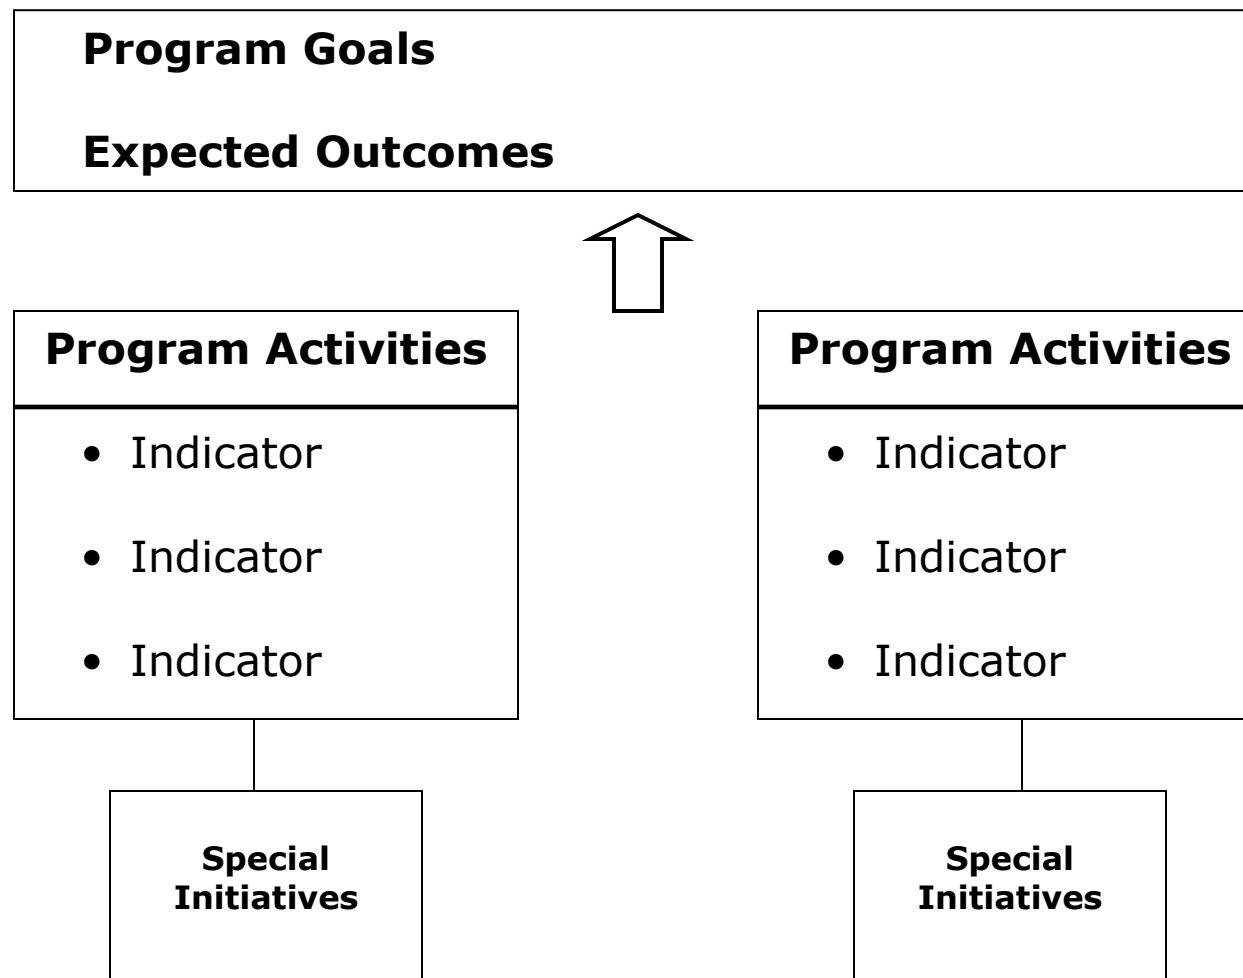 Program Goals
Expected Outcomes
Program Activities
• Indicator
• Indicator
• Indicator
Special
Initiatives
Program Activities
• Indicator
• Indicator
• Indicator
Special
Initiatives